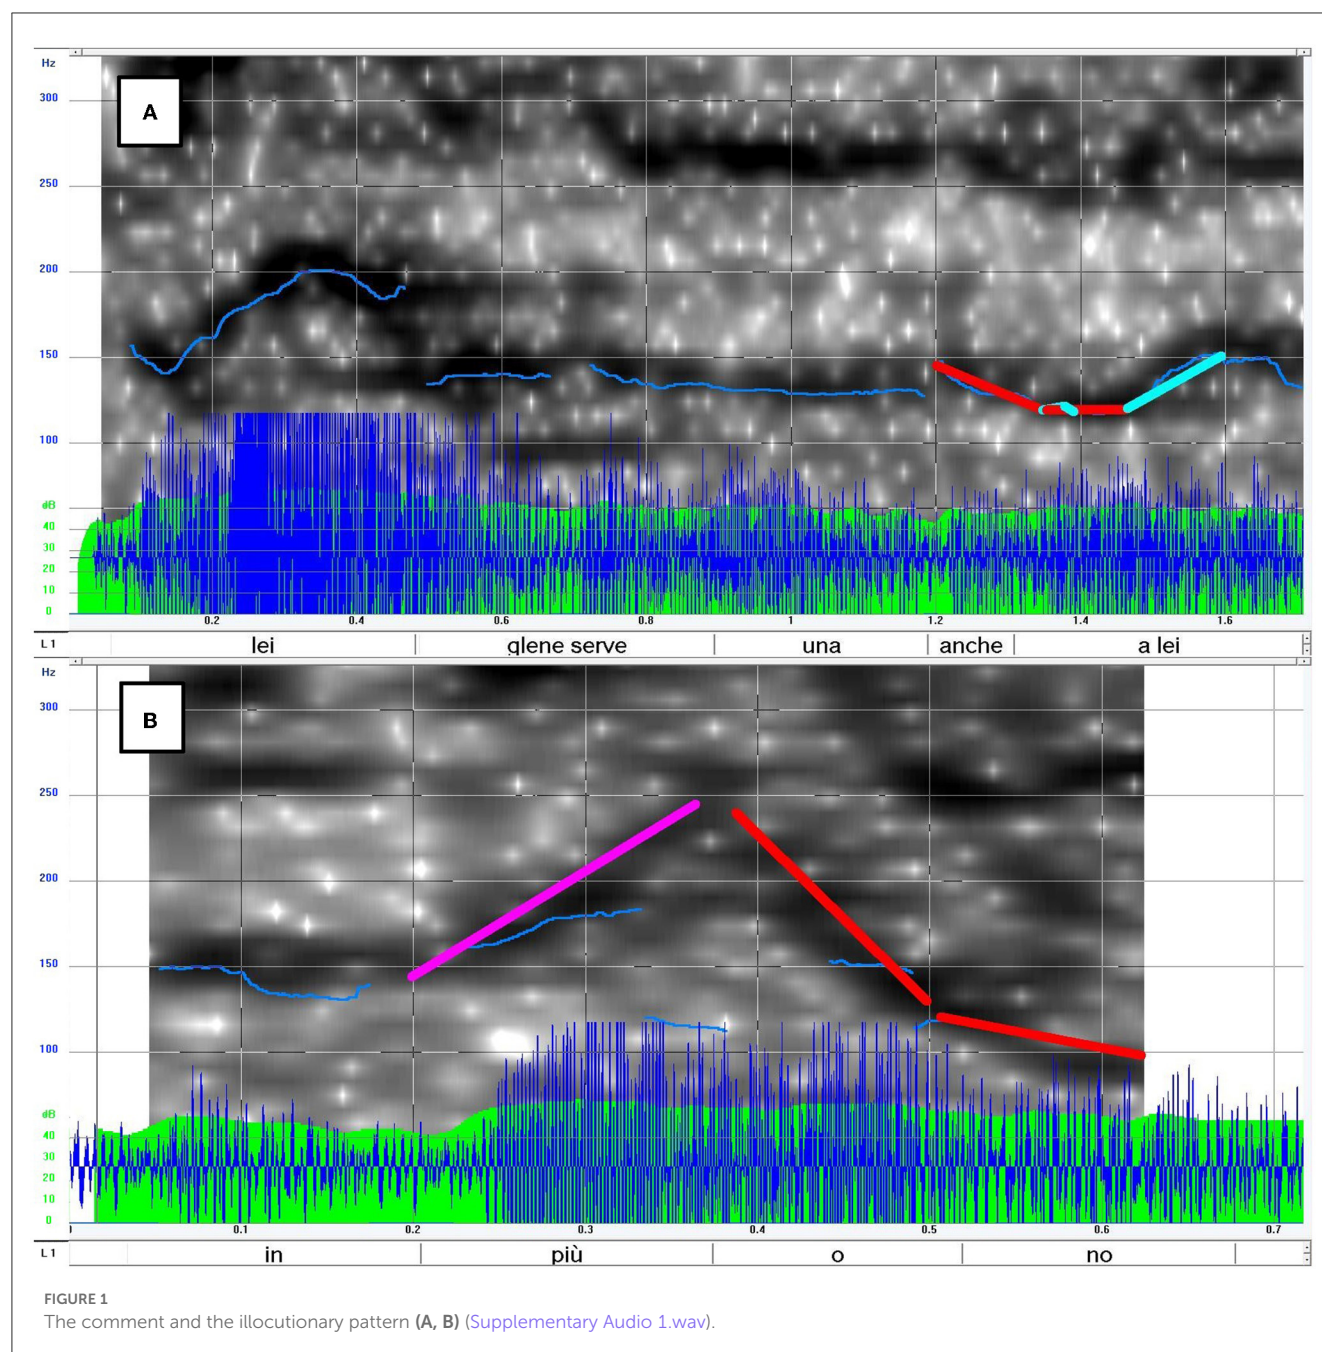 Hz
A
300
250
200
150
100
dB
40
30
20
10
0
0.2 0.4 0.6 0.8 1 1.2 1.4 1.6
L 1 lei glene serve una anche a lei
Hz
B
300
250
200
150
100
dB
40
30
20
10
0
0.1 0.2 0.3 0.4 0.5 0.6 0.7
L 1 in più o no
FIGURE 1
The comment and the illocutionary pattern (A, B) (Supplementary Audio 1.wav).